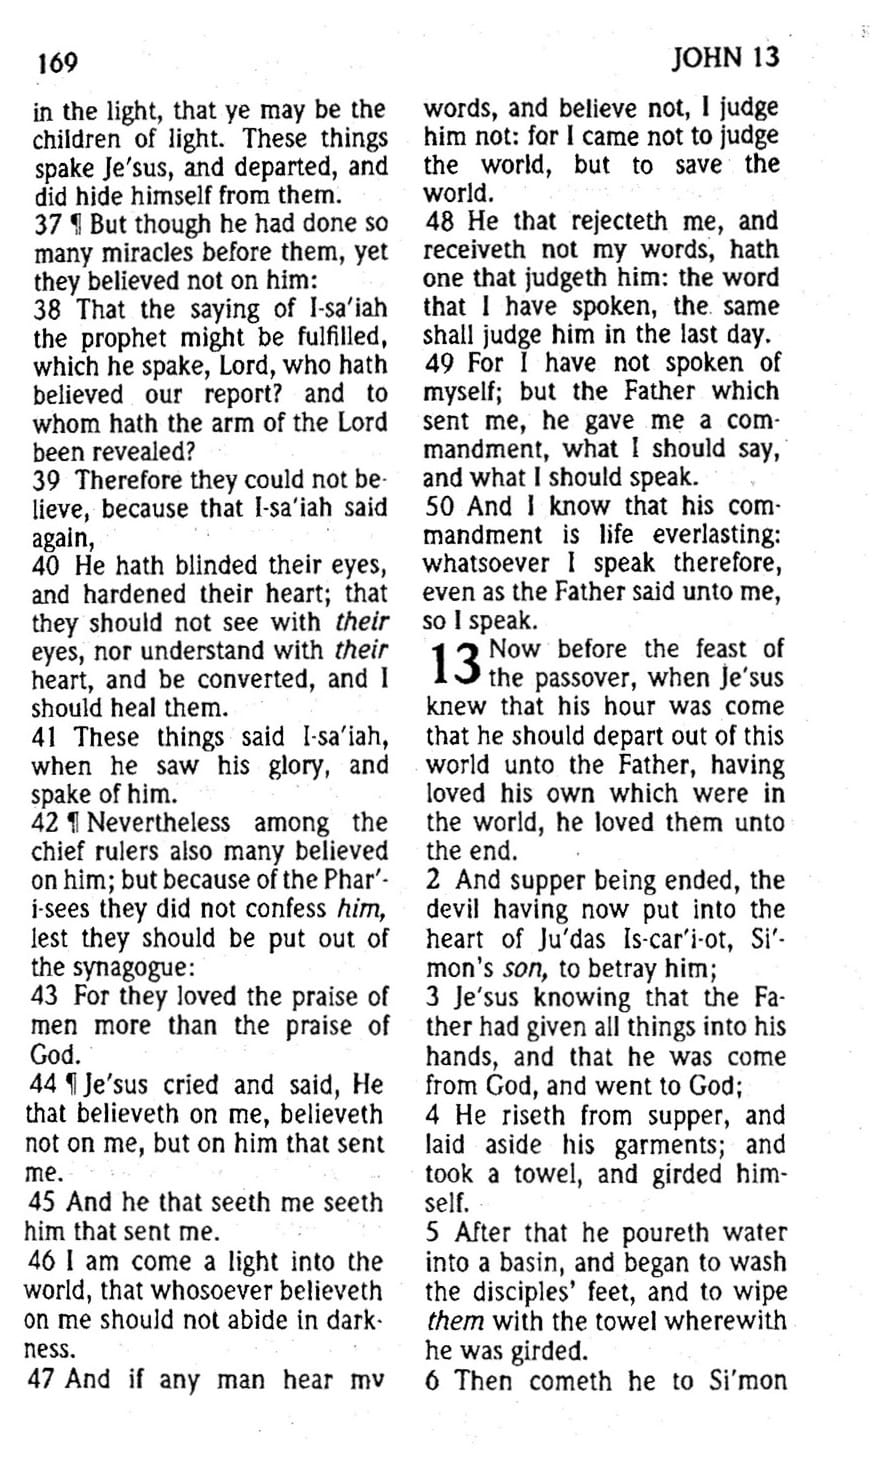 169
JOHN 13
in the light, that ye may be the
children of light. These things
spake Je′sus, and departed, and
did hide himself from them.
37 ¶ But though he had done so
many miracles before them, yet
they believed not on him:
38 That the saying of I-sa′iah
the prophet might be fulfilled,
which he spake, Lord, who hath
believed our report? and to
whom hath the arm of the Lord
been revealed?
39 Therefore they could not be-
lieve, because that I-sa′iah said
again,
40 He hath blinded their eyes,
and hardened their heart; that
they should not see with their
eyes, nor understand with their
heart, and be converted, and I
should heal them.
41 These things said I-sa′iah,
when he saw his glory, and
spake of him.
42 ¶ Nevertheless among the
chief rulers also many believed
on him; but because of the Phar′-
i-sees they did not confess him,
lest they should be put out of
the synagogue:
43 For they loved the praise of
men more than the praise of
God.
44 ¶ Je′sus cried and said, He
that believeth on me, believeth
not on me, but on him that sent
me.
45 And he that seeth me seeth
him that sent me.
46 I am come a light into the
world, that whosoever believeth
on me should not abide in dark-
ness.
47 And if any man hear my
words, and believe not, I judge
him not: for I came not to judge
the world, but to save the
world.
48 He that rejecteth me, and
receiveth not my words, hath
one that judgeth him: the word
that I have spoken, the same
shall judge him in the last day.
49 For I have not spoken of
myself; but the Father which
sent me, he gave me a com-
mandment, what I should say,
and what I should speak.
50 And I know that his com-
mandment is life everlasting:
whatsoever I speak therefore,
even as the Father said unto me,
so I speak.
13 Now before the feast of
the passover, when Je′sus
knew that his hour was come
that he should depart out of this
world unto the Father, having
loved his own which were in
the world, he loved them unto
the end.
2 And supper being ended, the
devil having now put into the
heart of Ju′das Is-car′i-ot, Si′-
mon's son, to betray him;
3 Je′sus knowing that the Fa-
ther had given all things into his
hands, and that he was come
from God, and went to God;
4 He riseth from supper, and
laid aside his garments; and
took a towel, and girded him-
self.
5 After that he poureth water
into a basin, and began to wash
the disciples' feet, and to wipe
them with the towel wherewith
he was girded.
6 Then cometh he to Si′mon